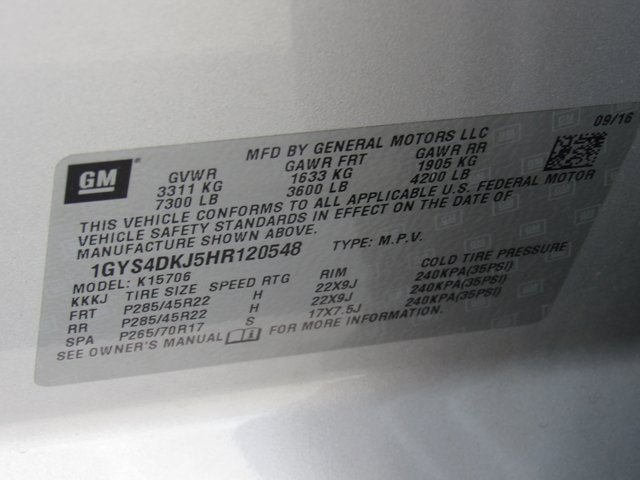 GM
MFD BY GENERAL MOTORS LLC
09/16
GVWR GAWR FRT GAWR RR
3311 KG 1633 KG 1905 KG
7300 LB 3600 LB 4200 LB
THIS VEHICLE CONFORMS TO ALL APPLICABLE U.S. FEDERAL MOTOR
VEHICLE SAFETY STANDARDS IN EFFECT ON THE DATE OF
MANUFACTURE SHOWN ABOVE.
1GYS4DKJ5HR120548 TYPE: M.P.V.
MODEL: K15706
KKKJ TIRE SIZE SPEED RTG RIM COLD TIRE PRESSURE
FRT P285/45R22 H 22X9J 240KPA(35PSI)
RR P285/45R22 H 22X9J 240KPA(35PSI)
SPA P265/70R17 S 17X7.5J 240KPA(35PSI)
SEE OWNER'S MANUAL FOR MORE INFORMATION.